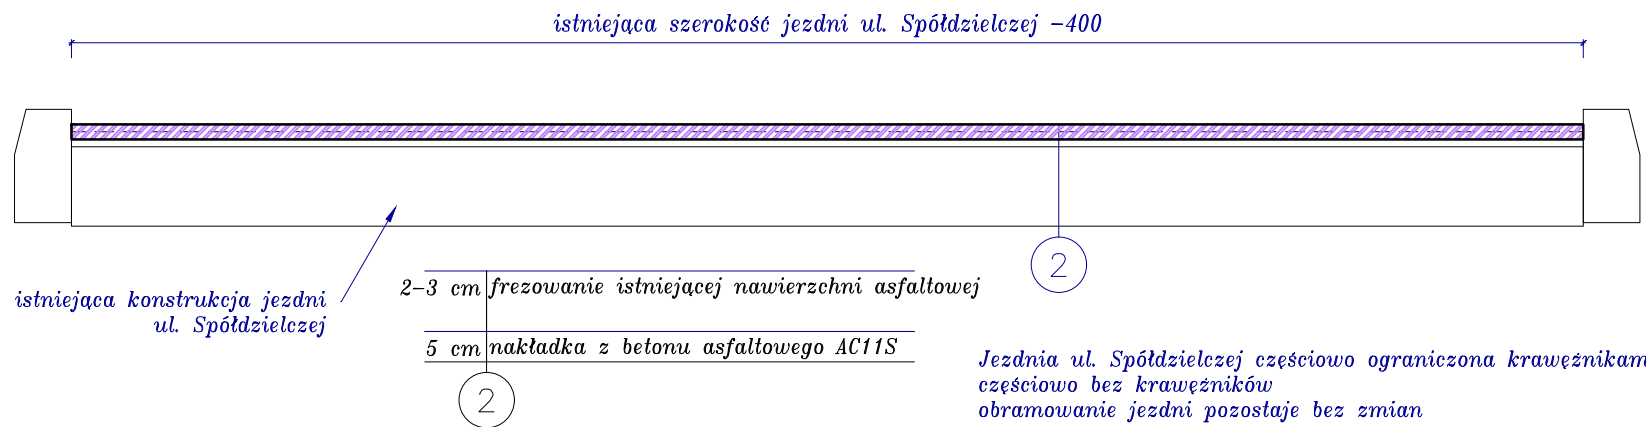 istniejąca szerokość jezdni ul. Spółdzielczej -400
2
istniejąca konstrukcja jezdni
ul. Spółdzielczej
2-3 cm frezowanie istniejącej nawierzchni asfaltowej
5 cm nakładka z betonu asfaltowego AC11S
2
Jezdnia ul. Spółdzielczej częściowo ograniczona krawężnikam
częściowo bez krawężników
obramowanie jezdni pozostaje bez zmian